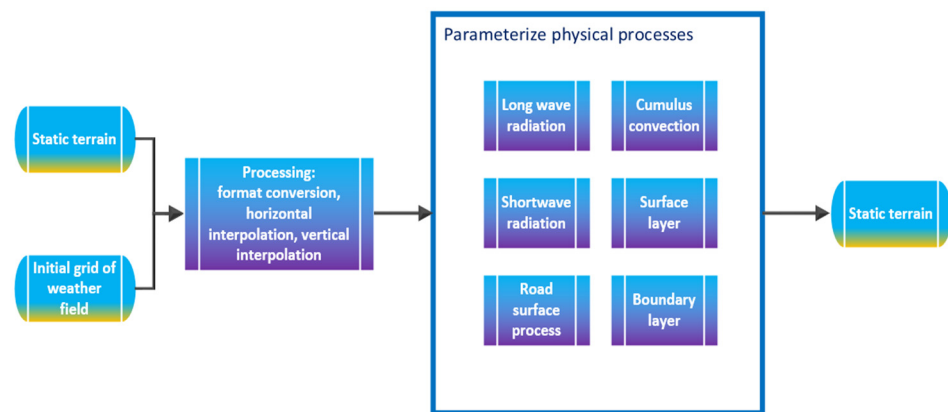 Parameterize physical processes
Static terrain
Initial grid of
weather
field
Processing:
format conversion,
horizontal
interpolation, vertical
interpolation
Long wave
radiation
Cumulus
convection
Shortwave
radiation
Surface
layer
Road
surface
process
Boundary
layer
Static terrain